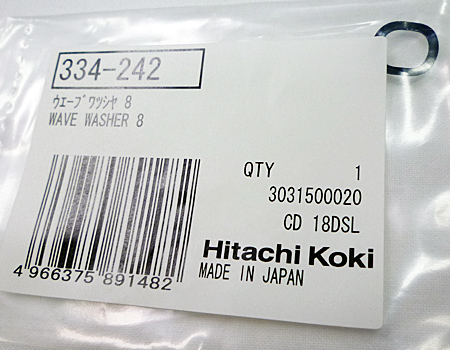 334-242
ｳｴｰﾌﾞﾜﾂｼﾔ 8
WAVE WASHER 8
QTY 1
3031500020
CD 18DSL
Hitachi Koki
MADE IN JAPAN
4 966375 891482